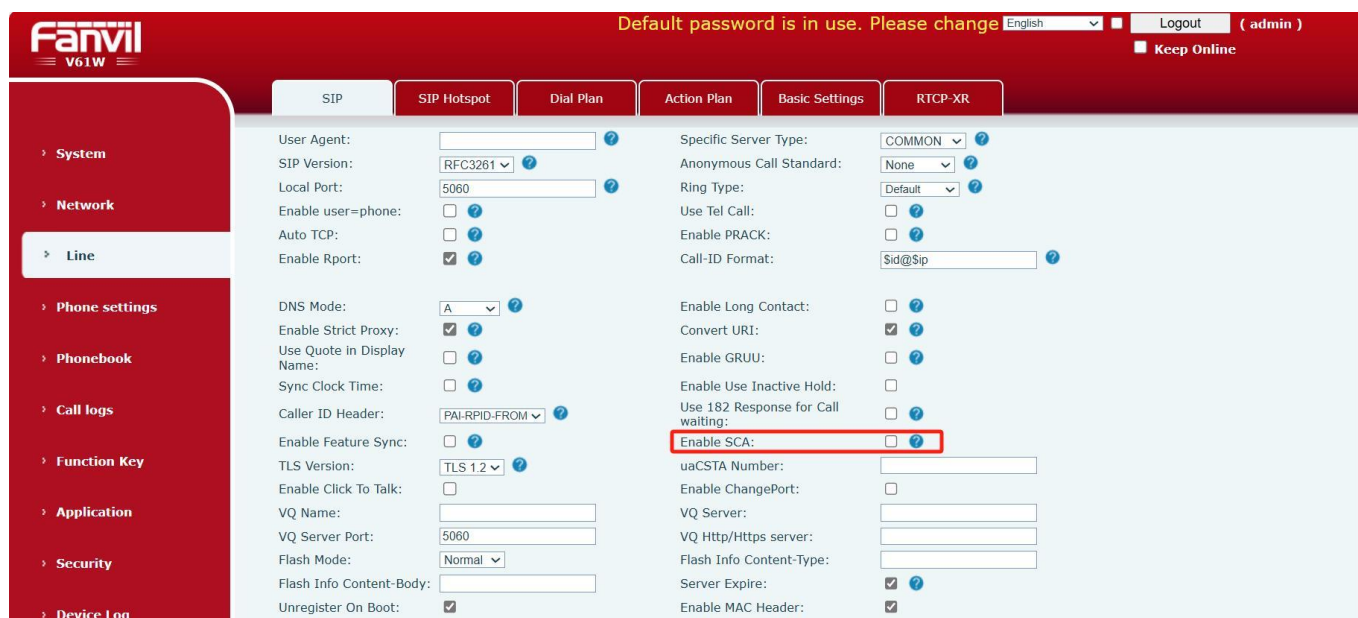 Fanvil
V61W
Default password is in use. Please change English Logout ( admin )
Keep Online
SIP SIP Hotspot Dial Plan Action Plan Basic Settings RTCP-XR
› System
› Network
› Line
› Phone settings
› Phonebook
› Call logs
› Function Key
› Application
› Security
› Device Log
User Agent: ? Specific Server Type: COMMON ?
SIP Version: RFC3261 ? Anonymous Call Standard: None ?
Local Port: 5060 ? Ring Type: Default ?
Enable user=phone: ? Use Tel Call: ?
Auto TCP: ? Enable PRACK: ?
Enable Rport: ? Call-ID Format: $id@$ip ?
DNS Mode: A ? Enable Long Contact: ?
Enable Strict Proxy: ? Convert URI: ?
Use Quote in Display
Name: ? Enable GRUU: ?
Sync Clock Time: ? Enable Use Inactive Hold:
Caller ID Header: PAI-RPID-FROM ? Use 182 Response for Call
waiting: ?
Enable Feature Sync: ? Enable SCA: ?
TLS Version: TLS 1.2 ? uaCSTA Number:
Enable Click To Talk: Enable ChangePort:
VQ Name: VQ Server:
VQ Server Port: 5060 VQ Http/Https server:
Flash Mode: Normal Flash Info Content-Type:
Flash Info Content-Body: Server Expire: ?
Unregister On Boot: Enable MAC Header: